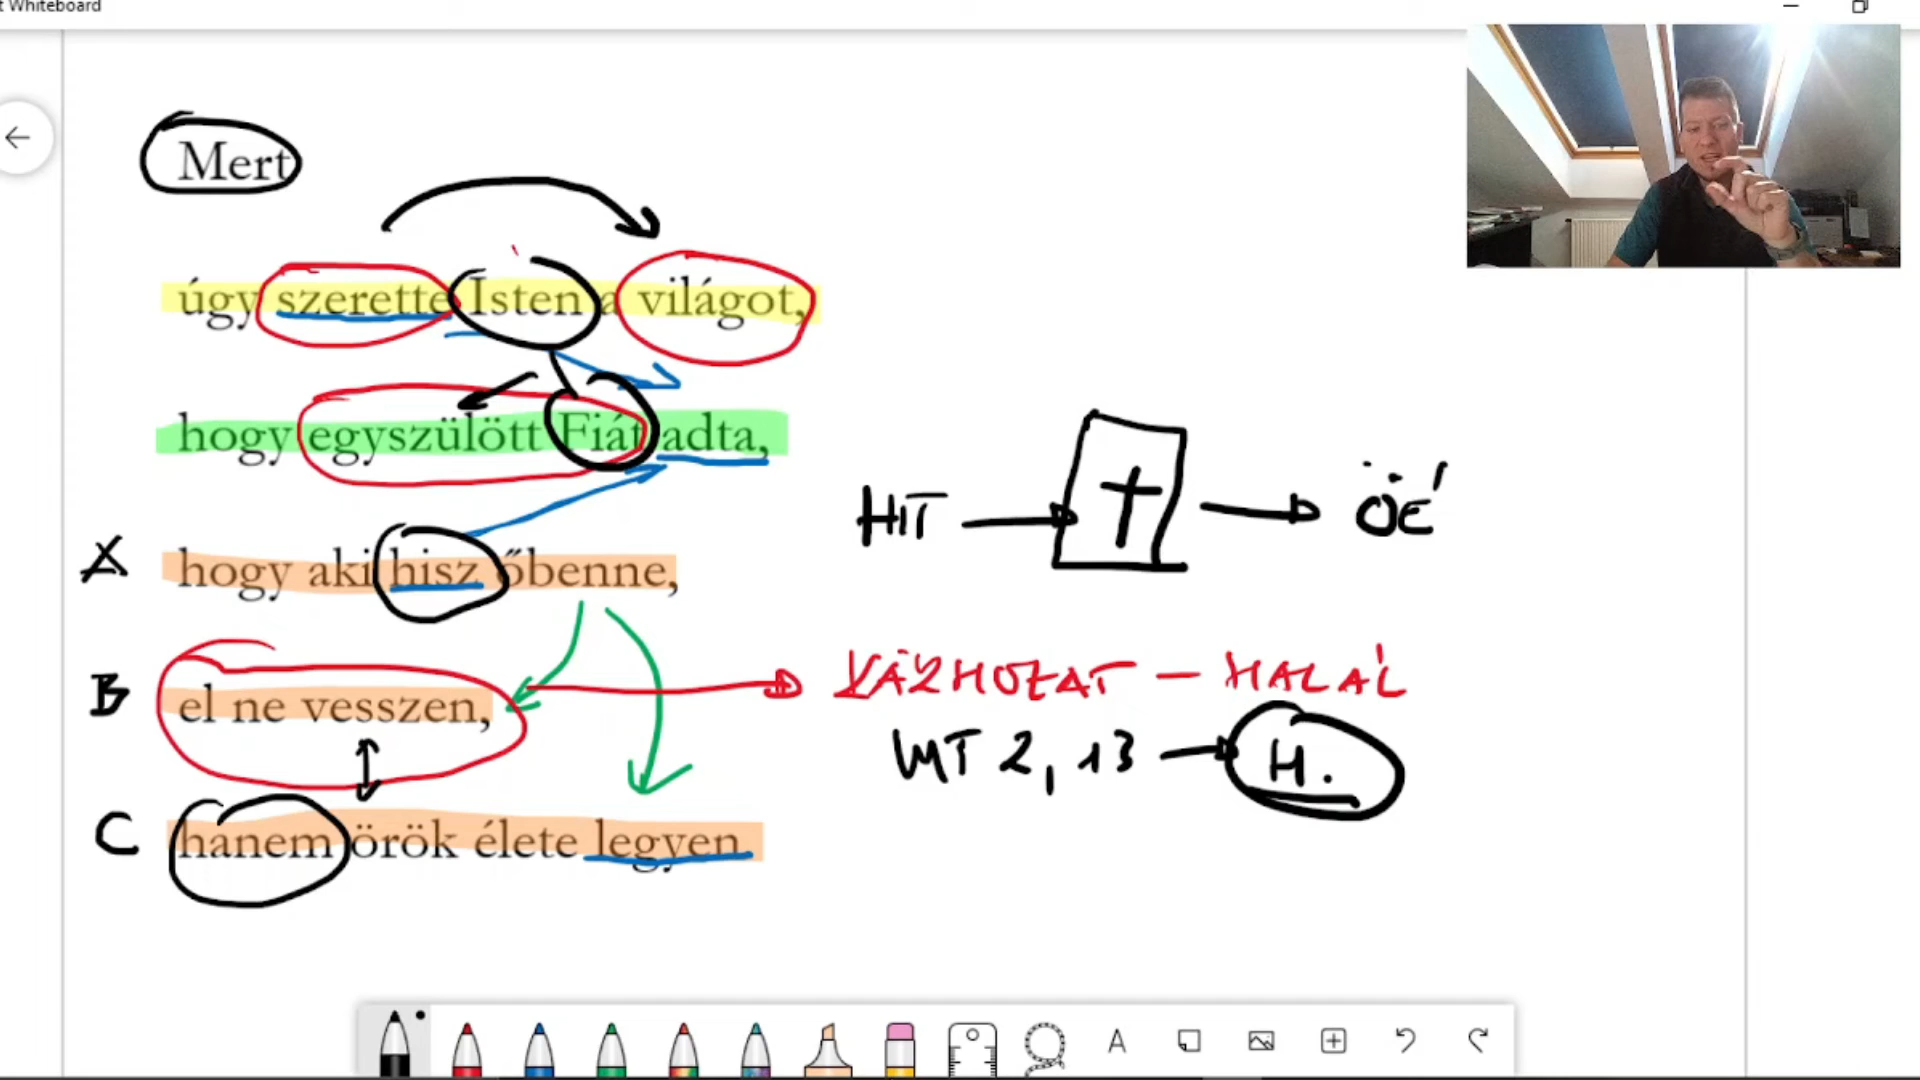 t Whiteboard
Mert
úgy szerette Isten a világot,
hogy egyszülött Fiát adta,
HIT → † → ÖÉ
A hogy aki hisz őbenne,
B el ne vesszen, → KÁRHOZAT – HALÁL
MT 2,13 → H.
C hanem örök élete legyen
A